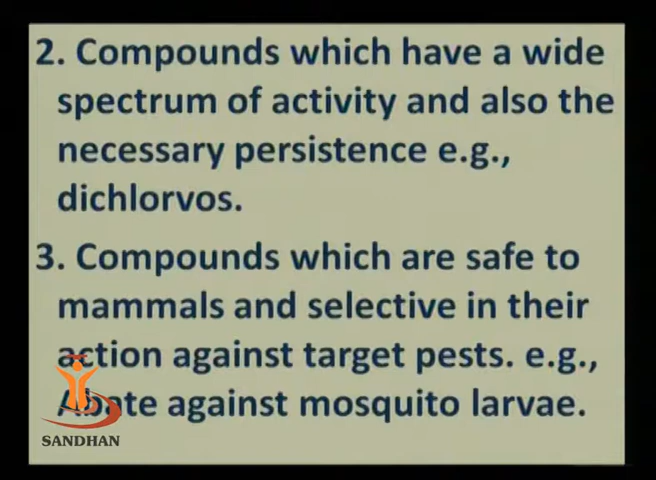 2. Compounds which have a wide
spectrum of activity and also the
necessary persistence e.g.,
dichlorvos.
3. Compounds which are safe to
mammals and selective in their
action against target pests. e.g.,
Abate against mosquito larvae.
SANDHAN